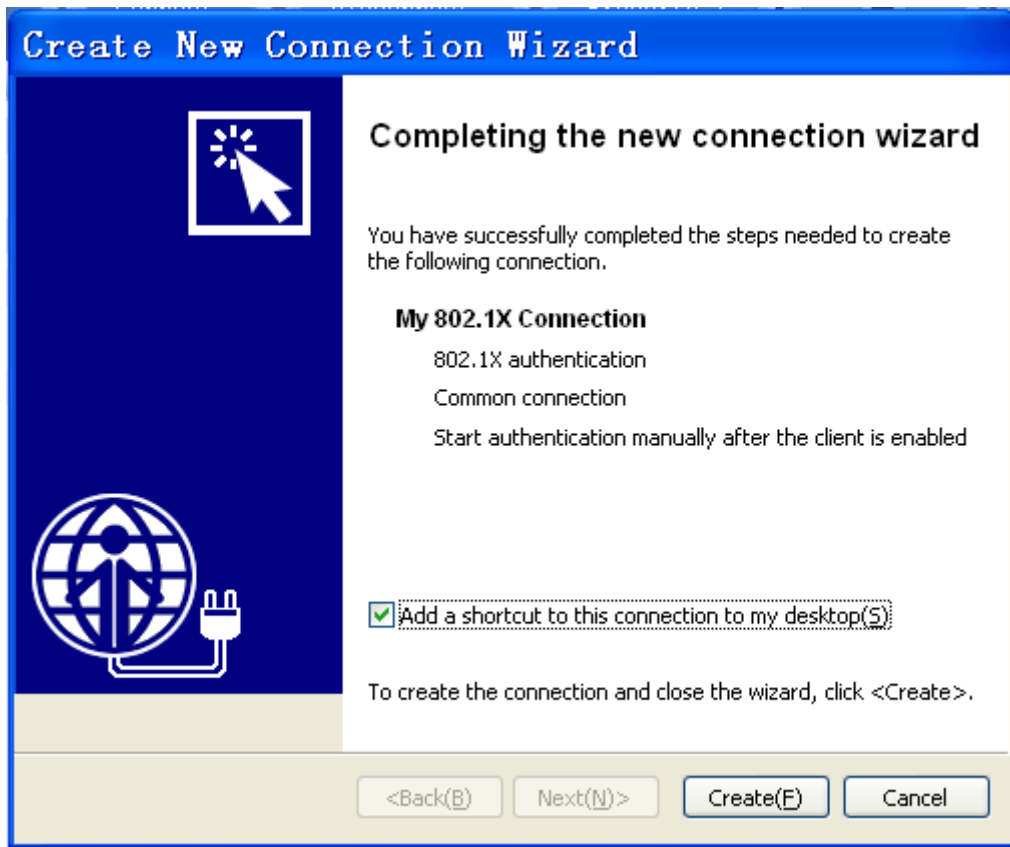 Create New Connection Wizard
Completing the new connection wizard
You have successfully completed the steps needed to create
the following connection.
My 802.1X Connection
802.1X authentication
Common connection
Start authentication manually after the client is enabled
Add a shortcut to this connection to my desktop(S)
To create the connection and close the wizard, click <Create>.
<Back(B)
Next(N)>
Create(F)
Cancel